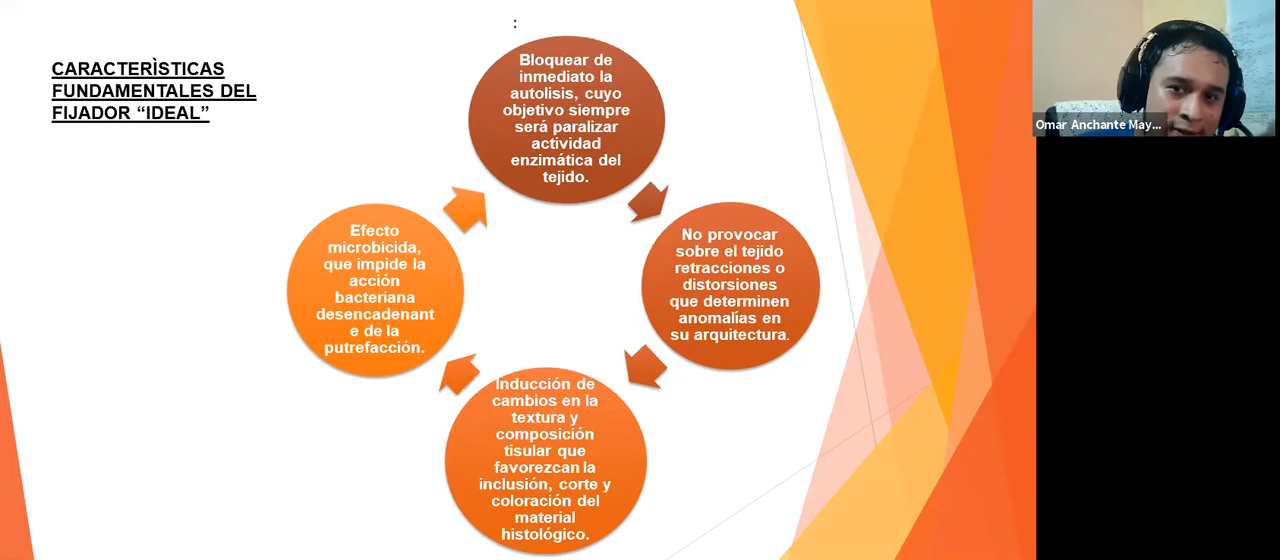 :
CARACTERÌSTICAS
FUNDAMENTALES DEL
FIJADOR “IDEAL”
Bloquear de
inmediato la
autolisis, cuyo
objetivo siempre
será paralizar
actividad
enzimática del
tejido.
No provocar
sobre el tejido
retracciones o
distorsiones
que determinen
anomalías en
su arquitectura.
Inducción de
cambios en la
textura y
composición
tisular que
favorezcan la
inclusión, corte y
coloración del
material
histológico.
Efecto
microbicida,
que impide la
acción
bacteriana
desencadenant
e de la
putrefacción.
Omar Anchante May...